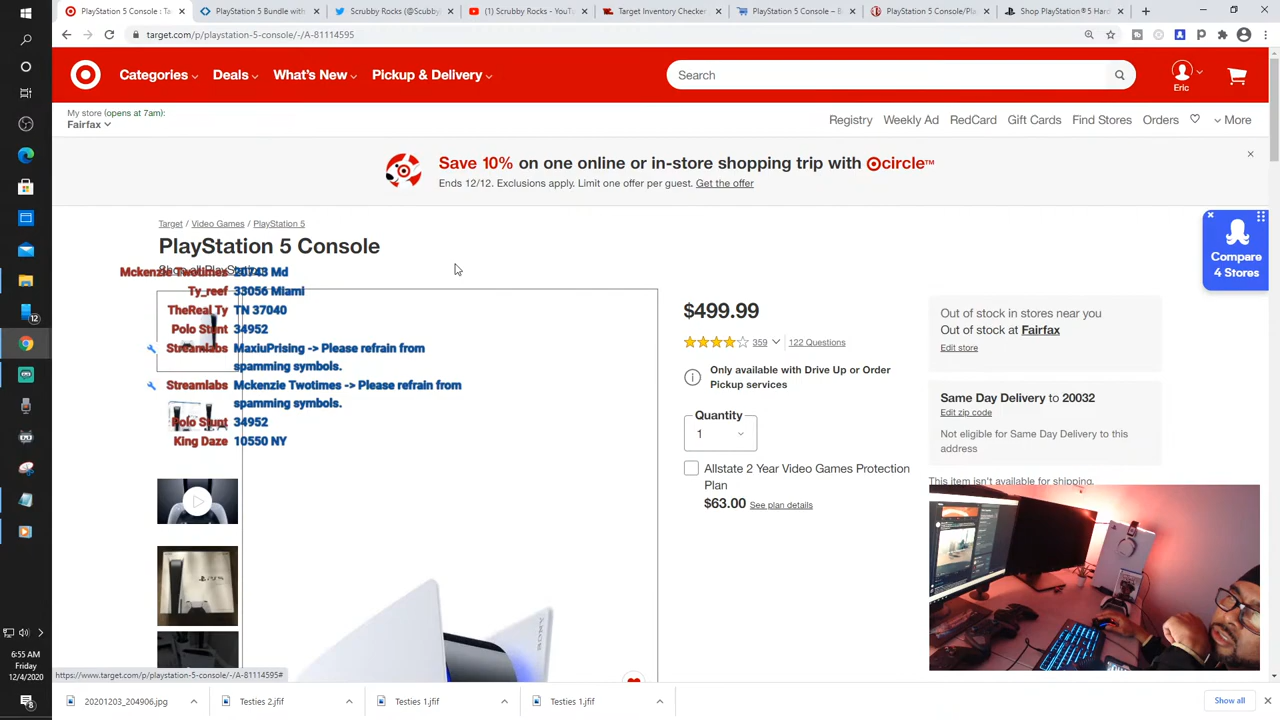 PlayStation 5 Console : Ta
PlayStation 5 Bundle with
Scrubby Rocks (@Scrubby
(1) Scrubby Rocks - YouT
Target Inventory Checker
PlayStation 5 Console – B
PlayStation 5 Console/Pla
Shop PlayStation®5 Hard
target.com/p/playstation-5-console/-/A-81114595
Categories
Deals
What's New
Pickup & Delivery
Search
Eric
My store (opens at 7am):
Fairfax
Registry
Weekly Ad
RedCard
Gift Cards
Find Stores
Orders
More
Save 10% on one online or in-store shopping trip with circle™
Ends 12/12. Exclusions apply. Limit one offer per guest. Get the offer
Compare
4 Stores
Target / Video Games / PlayStation 5
PlayStation 5 Console
Shop all PlayStation
Mckenzie Twotimes 20743 Md
Ty_reef 33056 Miami
TheReal Ty TN 37040
Polo Stunt 34952
Streamlabs MaxiuPrising -> Please refrain from
spamming symbols.
Streamlabs Mckenzie Twotimes -> Please refrain from
spamming symbols.
Polo Stunt 34952
King Daze 10550 NY
PS5
SONY
$499.99
359
122 Questions
Only available with Drive Up or Order
Pickup services
Quantity
1
Allstate 2 Year Video Games Protection
Plan
$63.00 See plan details
Out of stock in stores near you
Out of stock at Fairfax
Edit store
Same Day Delivery to 20032
Edit zip code
Not eligible for Same Day Delivery to this
address
This item isn't available for shipping.
12
6:55 AM
Friday
12/4/2020
8
https://www.target.com/p/playstation-5-console/-/A-81114595#
20201203_204906.jpg
Testies 2.jfif
Testies 1.jfif
Testies 1.jfif
Show all